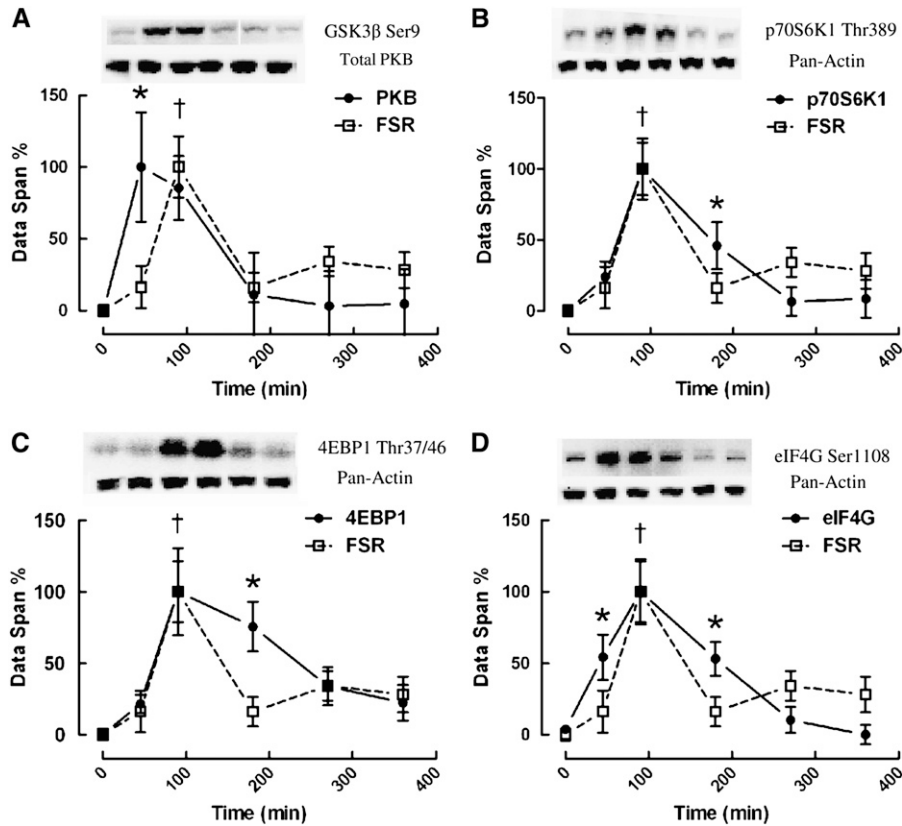 A
GSK3β Ser9
Total PKB
* †
PKB
FSR
Data Span %
150
100
50
0
0 100 200 300 400
Time (min)
B
p70S6K1 Thr389
Pan-Actin
† *
p70S6K1
FSR
Data Span %
150
100
50
0
0 100 200 300 400
Time (min)
C
4EBP1 Thr37/46
Pan-Actin
† *
4EBP1
FSR
Data Span %
150
100
50
0
0 100 200 300 400
Time (min)
D
eIF4G Ser1108
Pan-Actin
* † *
eIF4G
FSR
Data Span %
150
100
50
0
0 100 200 300 400
Time (min)